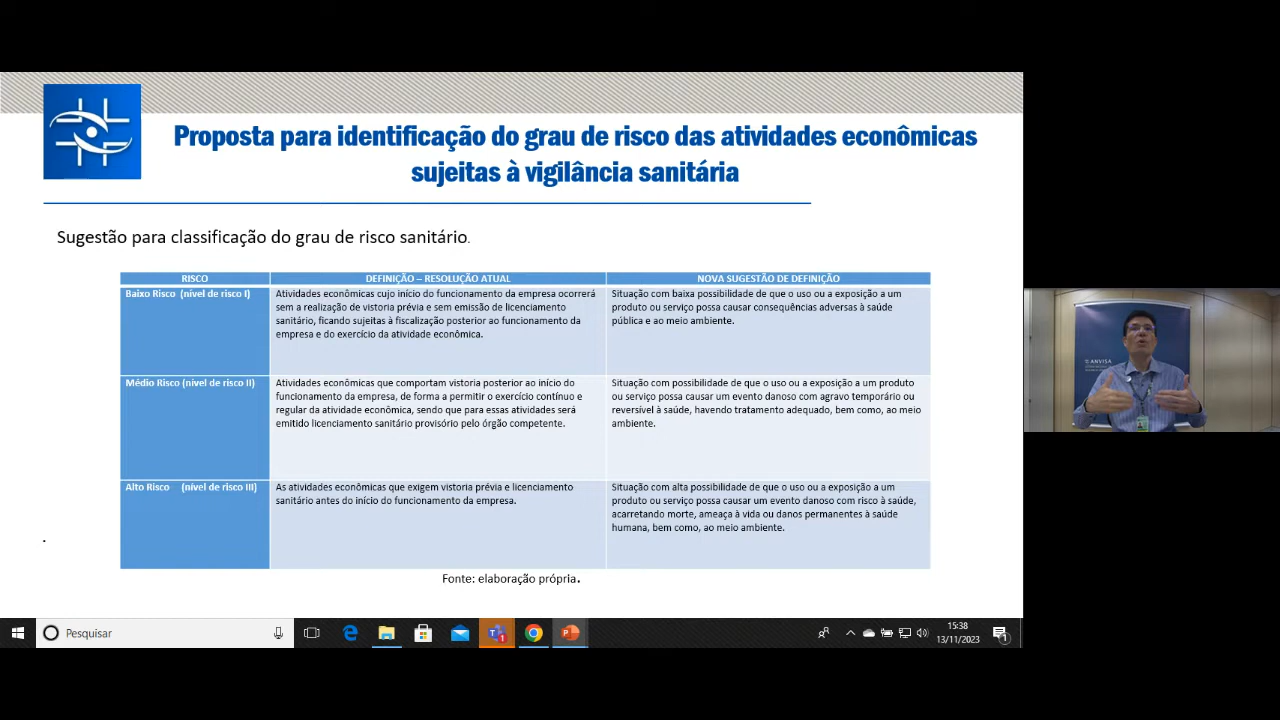 Proposta para identificação do grau de risco das atividades econômicas
sujeitas à vigilância sanitária
Sugestão para classificação do grau de risco sanitário.
RISCO
DEFINIÇÃO – RESOLUÇÃO ATUAL
NOVA SUGESTÃO DE DEFINIÇÃO
Baixo Risco (nível de risco I)
Atividades econômicas cujo início do funcionamento da empresa ocorrerá
sem a realização de vistoria prévia e sem emissão de licenciamento
sanitário, ficando sujeitas à fiscalização posterior ao funcionamento da
empresa e do exercício da atividade econômica.
Situação com baixa possibilidade de que o uso ou a exposição a um
produto ou serviço possa causar consequências adversas à saúde
pública e ao meio ambiente.
Médio Risco (nível de risco II)
Atividades econômicas que comportam vistoria posterior ao início do
funcionamento da empresa, de forma a permitir o exercício contínuo e
regular da atividade econômica, sendo que para essas atividades será
emitido licenciamento sanitário provisório pelo órgão competente.
Situação com possibilidade de que o uso ou a exposição a um produto
ou serviço possa causar um evento danoso com agravo temporário ou
reversível à saúde, havendo tratamento adequado, bem como, ao meio
ambiente.
Alto Risco (nível de risco III)
As atividades econômicas que exigem vistoria prévia e licenciamento
sanitário antes do início do funcionamento da empresa.
Situação com alta possibilidade de que o uso ou a exposição a um
produto ou serviço possa causar um evento danoso com risco à saúde,
acarretando morte, ameaça à vida ou danos permanentes à saúde
humana, bem como, ao meio ambiente.
.
Fonte: elaboração própria.
ANVISA
Pesquisar
15:38
13/11/2023